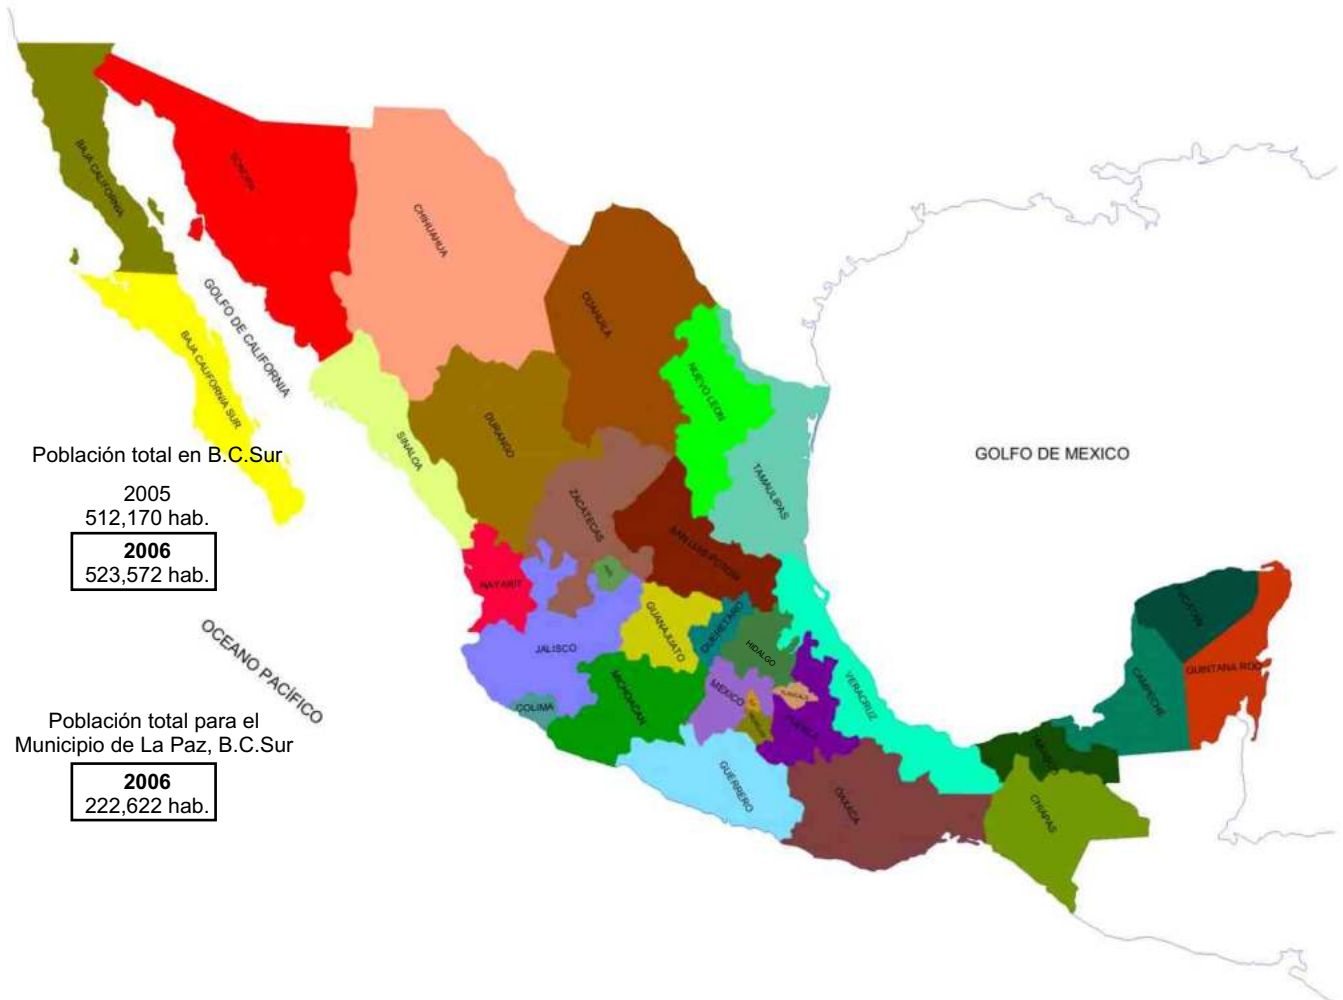 BAJA CALIFORNIA
SONORA
CHIHUAHUA
COAHUILA
GOLFO DE CALIFORNIA
BAJA CALIFORNIA SUR
NUEVO LEON
SINALOA
DURANGO
TAMAULIPAS
GOLFO DE MEXICO
Población total en B.C.Sur
2005
512,170 hab.
2006
523,572 hab.
ZACATECAS
SAN LUIS POTOSI
NAYARIT
JALISCO
GUANAJUATO
QUERETARO
HIDALGO
VERACRUZ
YUCATAN
QUINTANA ROO
CAMPECHE
OCEANO PACÍFICO
COLIMA
MICHOACAN
MEXICO
TLAXCALA
PUEBLA
TABASCO
GUERRERO
OAXACA
CHIAPAS
Población total para el
Municipio de La Paz, B.C.Sur
2006
222,622 hab.